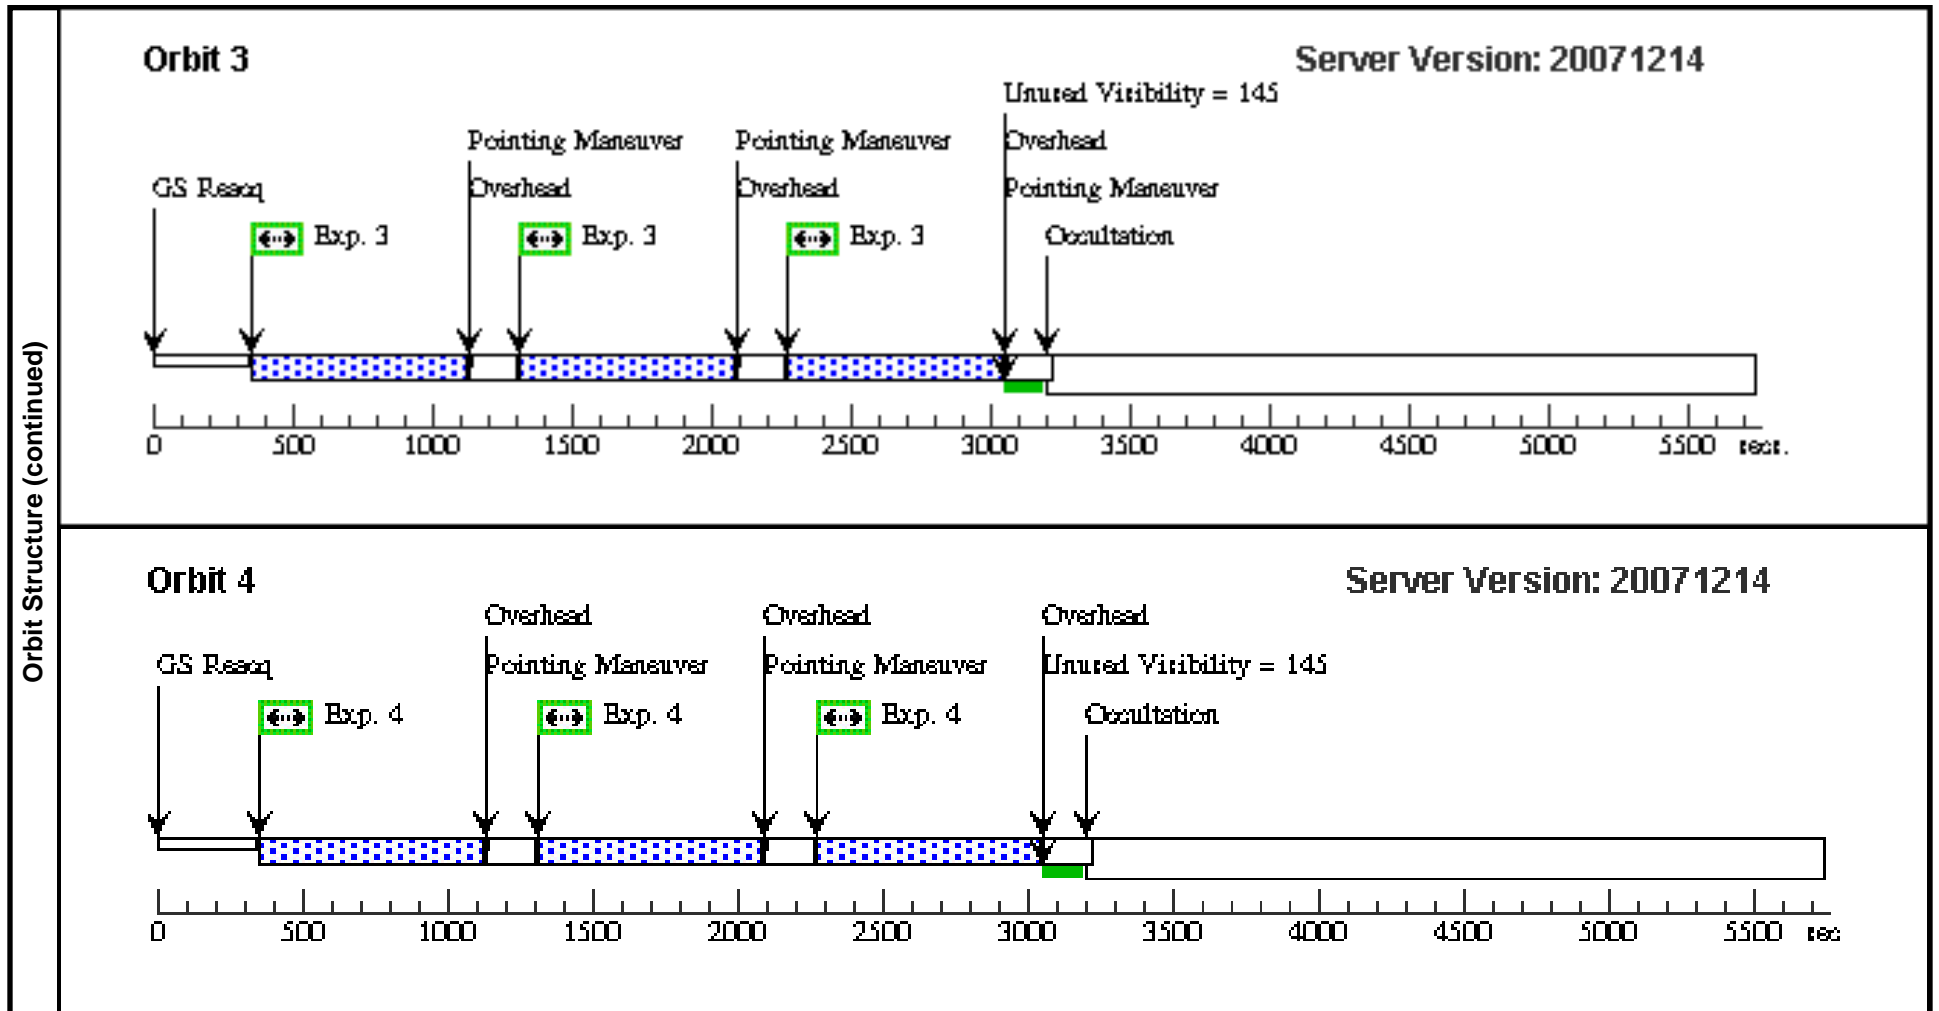 Orbit Structure (continued)
Orbit 3
Server Version: 20071214
Unused Visibility = 145
Pointing Maneuver Pointing Maneuver Overhead
GS Reacq Overhead Overhead Pointing Maneuver
Exp. 3 Exp. 3 Exp. 3 Occultation
0 500 1000 1500 2000 2500 3000 3500 4000 4500 5000 5500 secs.
Orbit 4
Server Version: 20071214
Overhead Overhead Overhead
GS Reacq Pointing Maneuver Pointing Maneuver Unused Visibility = 145
Exp. 4 Exp. 4 Exp. 4 Occultation
0 500 1000 1500 2000 2500 3000 3500 4000 4500 5000 5500 sec